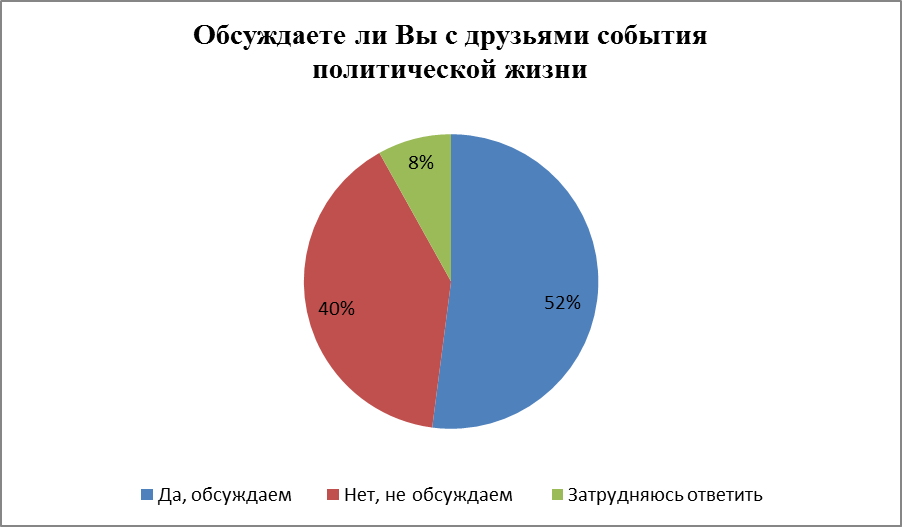 Обсуждаете ли Вы с друзьями события
политической жизни
8%
52%
40%
Да, обсуждаем
Нет, не обсуждаем
Затрудняюсь ответить